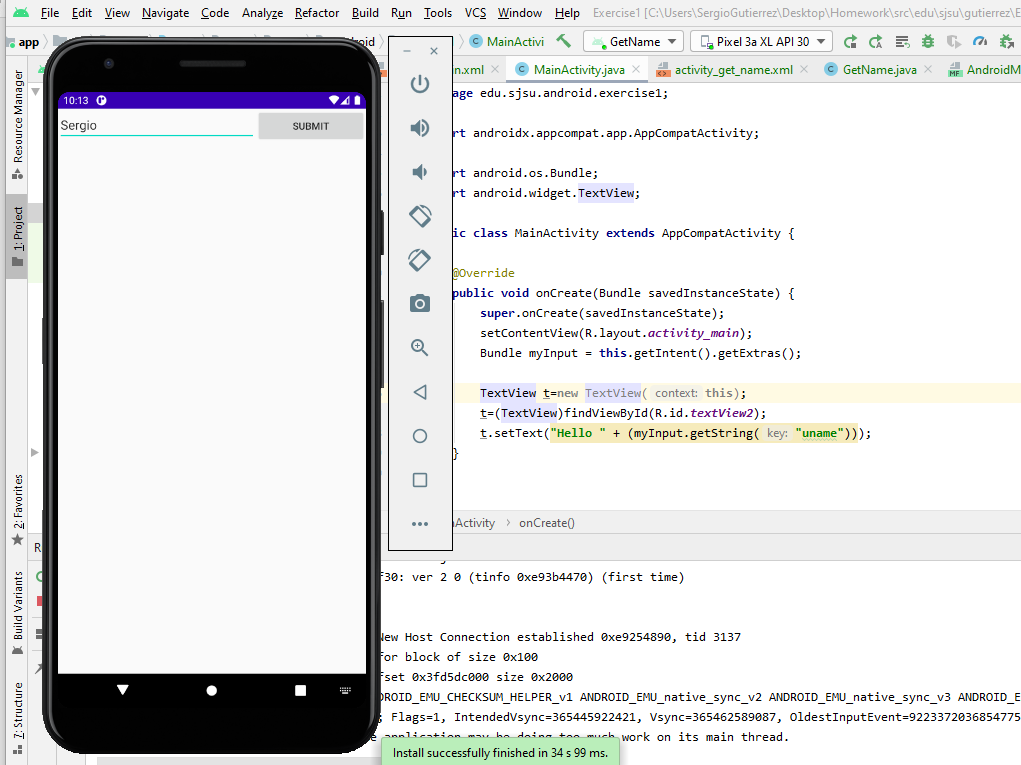 File Edit View Navigate Code Analyze Refactor Build Run Tools VCS Window Help Exercise1 [C:\Users\SergioGutierrez\Desktop\Homework\src\edu\sjsu\gutierrez\E
app
MainActivi
GetName
Pixel 3a XL API 30
in.xml
MainActivity.java
activity_get_name.xml
GetName.java
AndroidM
Resource Manager
1: Project
2: Favorites
Build Variants
7: Structure
10:13
Sergio
SUBMIT
age edu.sjsu.android.exercise1;
rt androidx.appcompat.app.AppCompatActivity;
rt android.os.Bundle;
rt android.widget.TextView;
ic class MainActivity extends AppCompatActivity {
@Override
public void onCreate(Bundle savedInstanceState) {
super.onCreate(savedInstanceState);
setContentView(R.layout.activity_main);
Bundle myInput = this.getIntent().getExtras();
TextView t=new TextView( context: this);
t=(TextView)findViewById(R.id.textView2);
t.setText("Hello " + (myInput.getString( key: "uname")));
}
nActivity › onCreate()
R
f30: ver 2 0 (tinfo 0xe93b4470) (first time)
New Host Connection established 0xe9254890, tid 3137
for block of size 0x100
fset 0x3fd5dc000 size 0x2000
DROID_EMU_CHECKSUM_HELPER_v1 ANDROID_EMU_native_sync_v2 ANDROID_EMU_native_sync_v3 ANDROID_E
; Flags=1, IntendedVsync=365445922421, Vsync=365462589087, OldestInputEvent=9223372036854775
e application may be doing too much work on its main thread.
Install successfully finished in 34 s 99 ms.